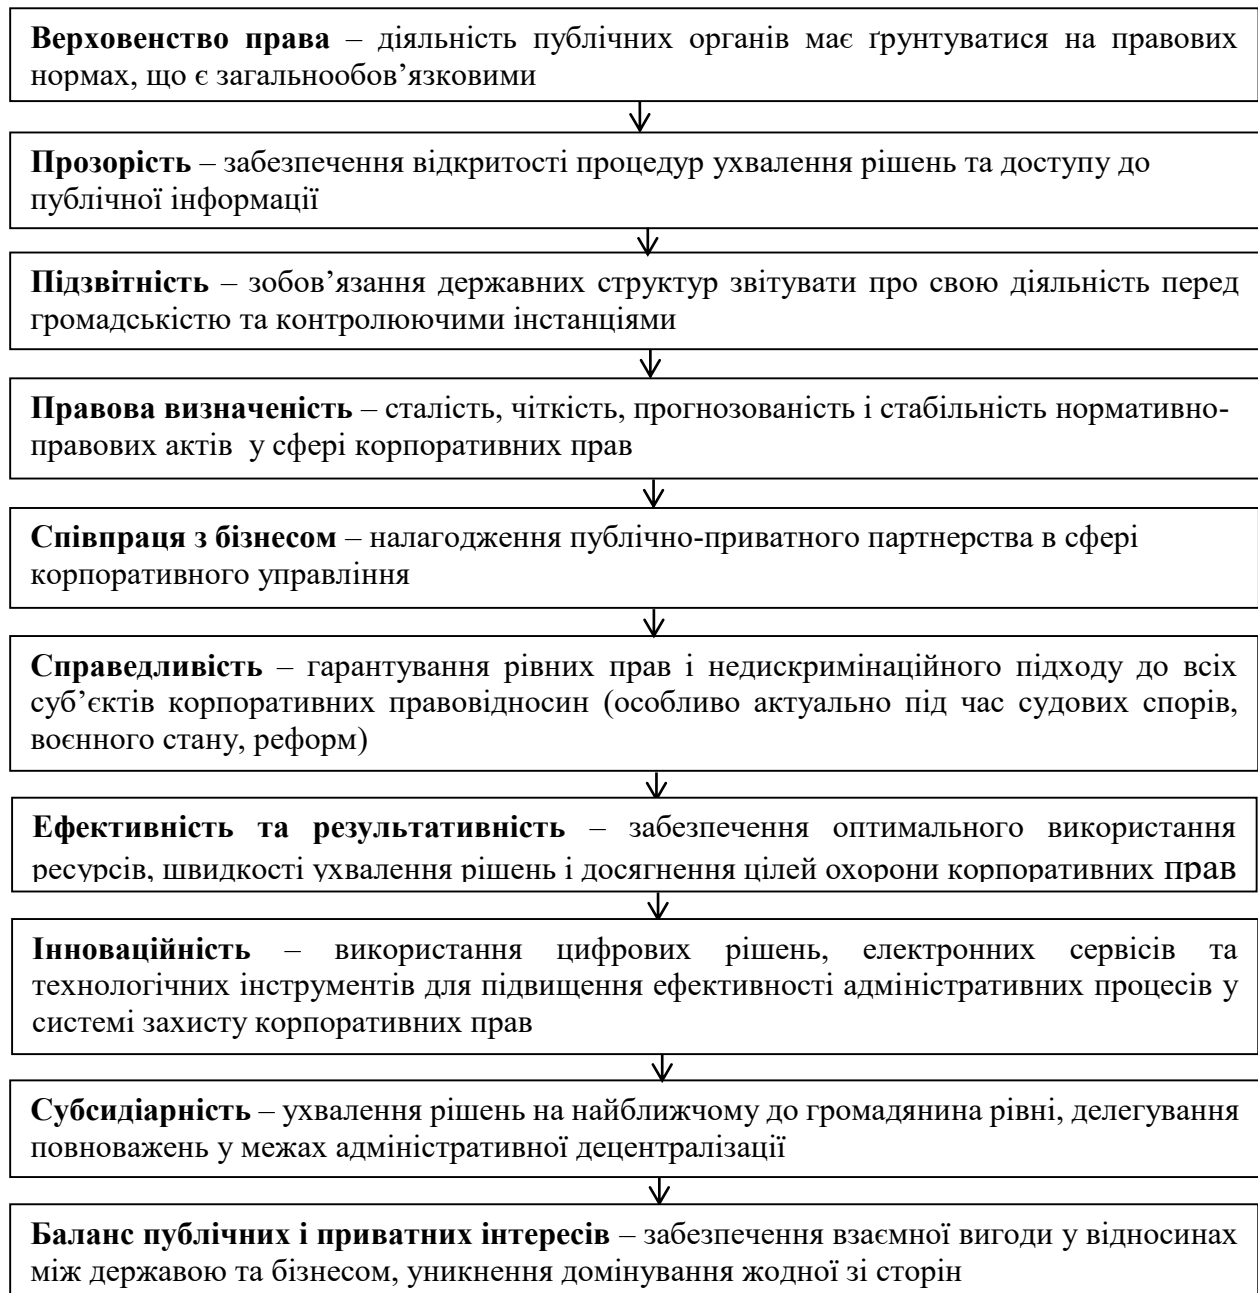 Верховенство права – діяльність публічних органів має ґрунтуватися на правових
нормах, що є загальнообов’язковими
Прозорість – забезпечення відкритості процедур ухвалення рішень та доступу до
публічної інформації
Підзвітність – зобов’язання державних структур звітувати про свою діяльність перед
громадськістю та контролюючими інстанціями
Правова визначеність – сталість, чіткість, прогнозованість і стабільність нормативно-
правових актів у сфері корпоративних прав
Співпраця з бізнесом – налагодження публічно-приватного партнерства в сфері
корпоративного управління
Справедливість – гарантування рівних прав і недискримінаційного підходу до всіх
суб’єктів корпоративних правовідносин (особливо актуально під час судових спорів,
воєнного стану, реформ)
Ефективність та результативність – забезпечення оптимального використання
ресурсів, швидкості ухвалення рішень і досягнення цілей охорони корпоративних прав
Інноваційність – використання цифрових рішень, електронних сервісів та
технологічних інструментів для підвищення ефективності адміністративних процесів у
системі захисту корпоративних прав
Субсидіарність – ухвалення рішень на найближчому до громадянина рівні, делегування
повноважень у межах адміністративної децентралізації
Баланс публічних і приватних інтересів – забезпечення взаємної вигоди у відносинах
між державою та бізнесом, уникнення домінування жодної зі сторін